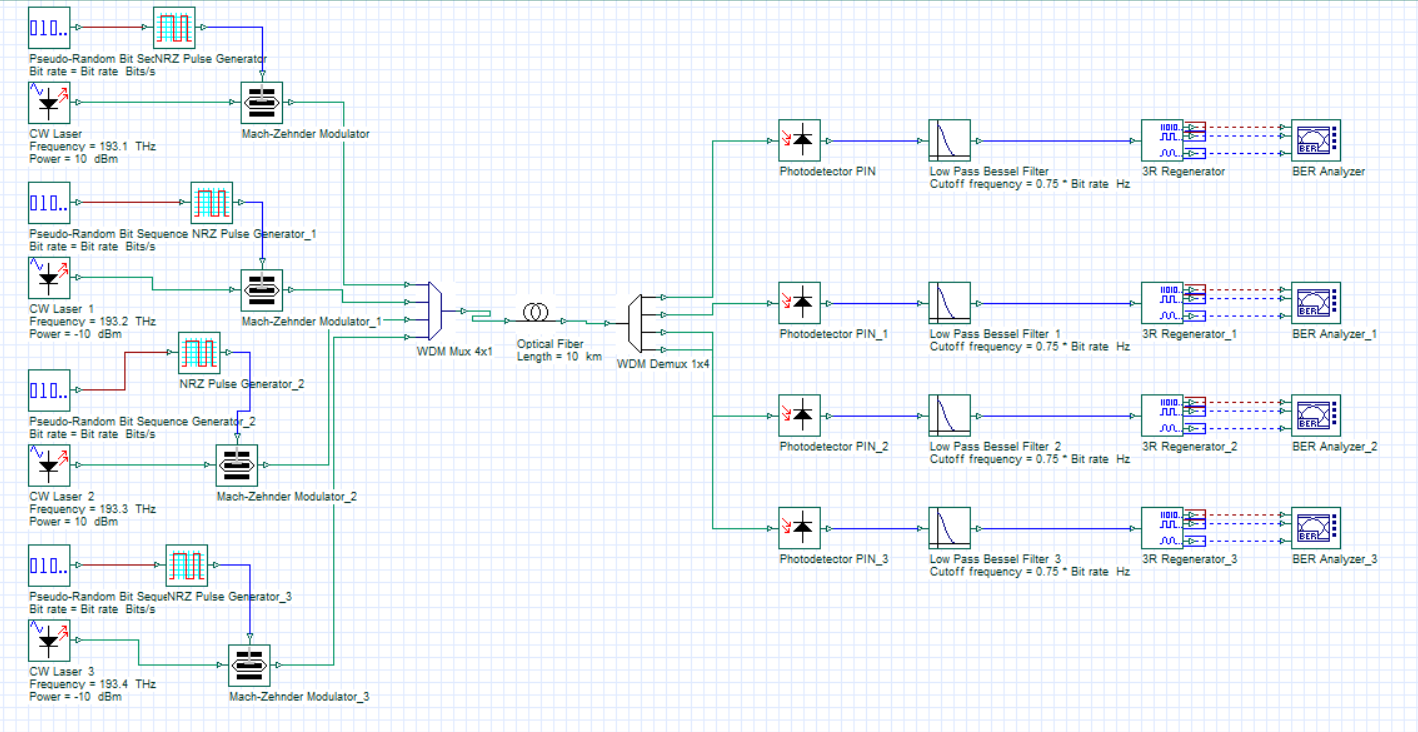 Pseudo-Random Bit Sec NRZ Pulse Generator
Bit rate = Bit rate Bits/s
CW Laser
Frequency = 193.1 THz
Power = 10 dBm
Mach-Zehnder Modulator
Pseudo-Random Bit Sequence NRZ Pulse Generator_1
Bit rate = Bit rate Bits/s
CW Laser 1
Frequency = 193.2 THz
Power = -10 dBm
Mach-Zehnder Modulator_1
NRZ Pulse Generator_2
Pseudo-Random Bit Sequence Generator_2
Bit rate = Bit rate Bits/s
CW Laser 2
Frequency = 193.3 THz
Power = 10 dBm
Mach-Zehnder Modulator_2
Pseudo-Random Bit Seque NRZ Pulse Generator_3
Bit rate = Bit rate Bits/s
CW Laser 3
Frequency = 193.4 THz
Power = -10 dBm
Mach-Zehnder Modulator_3
WDM Mux 4x1
Optical Fiber
Length = 10 km
WDM Demux 1x4
Photodetector PIN
Low Pass Bessel Filter
Cutoff frequency = 0.75 * Bit rate Hz
3R Regenerator
BER
BER Analyzer
Photodetector PIN_1
Low Pass Bessel Filter 1
Cutoff frequency = 0.75 * Bit rate Hz
3R Regenerator_1
BER
BER Analyzer_1
Photodetector PIN_2
Low Pass Bessel Filter 2
Cutoff frequency = 0.75 * Bit rate Hz
3R Regenerator_2
BER
BER Analyzer_2
Photodetector PIN_3
Low Pass Bessel Filter 3
Cutoff frequency = 0.75 * Bit rate Hz
3R Regenerator_3
BER
BER Analyzer_3